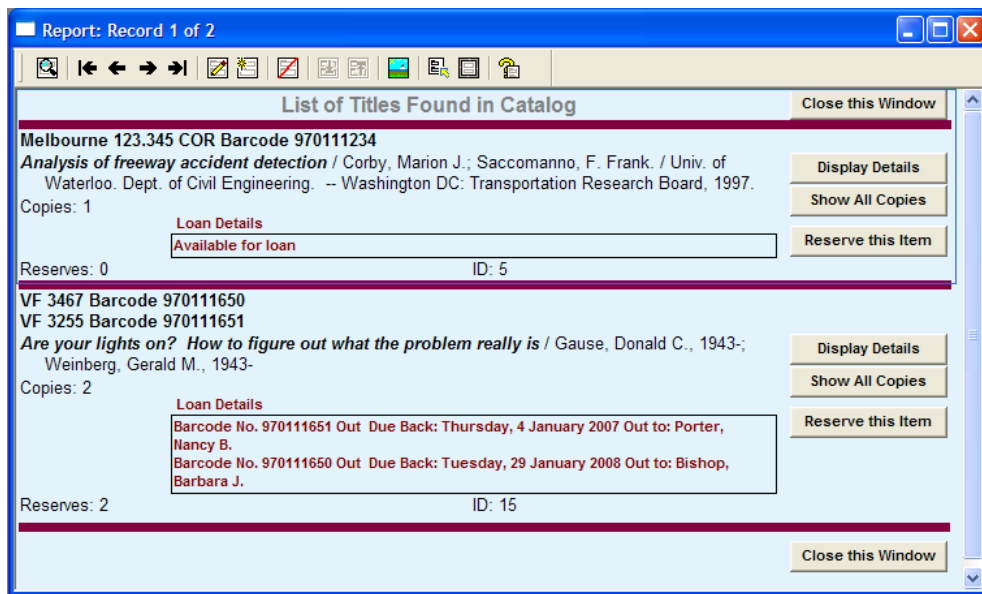 Report: Record 1 of 2
List of Titles Found in Catalog
Close this Window
Melbourne 123.345 COR Barcode 970111234
Analysis of freeway accident detection / Corby, Marion J.; Saccomanno, F. Frank. / Univ. of
Waterloo. Dept. of Civil Engineering.  -- Washington DC: Transportation Research Board, 1997.
Display Details
Copies: 1
Show All Copies
Loan Details
Available for loan
Reserve this Item
Reserves: 0
ID: 5
VF 3467 Barcode 970111650
VF 3255 Barcode 970111651
Are your lights on?  How to figure out what the problem really is / Gause, Donald C., 1943-;
Weinberg, Gerald M., 1943-
Display Details
Copies: 2
Show All Copies
Loan Details
Barcode No. 970111651 Out  Due Back: Thursday, 4 January 2007 Out to: Porter,
Nancy B.
Barcode No. 970111650 Out  Due Back: Tuesday, 29 January 2008 Out to: Bishop,
Barbara J.
Reserve this Item
Reserves: 2
ID: 15
Close this Window